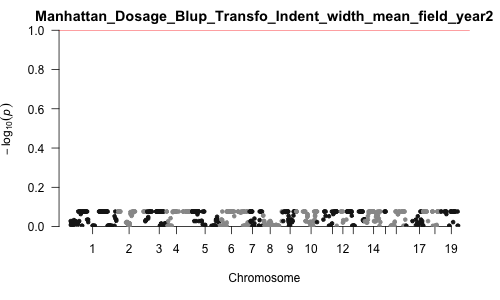 Manhattan_Dosage_Blup_Transfo_Indent_width_mean_field_year2
1.0
0.8
0.6
0.4
0.2
0.0
− log₁₀(p)
1 2 3 4 5 6 7 8 9 10 12 14 17 19
Chromosome